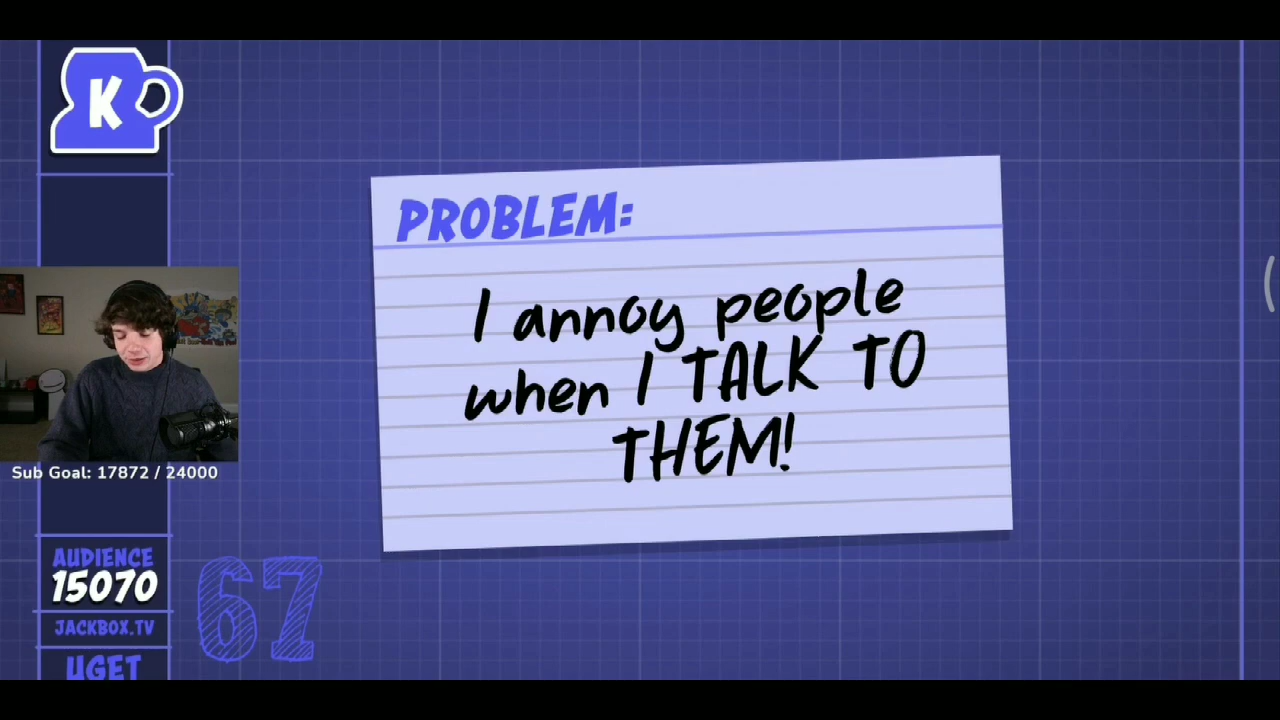 K
PROBLEM:
I annoy people
when I TALK TO
THEM!
Sub Goal: 17872 / 24000
AUDIENCE
15070
JACKBOX.TV
UGET
67